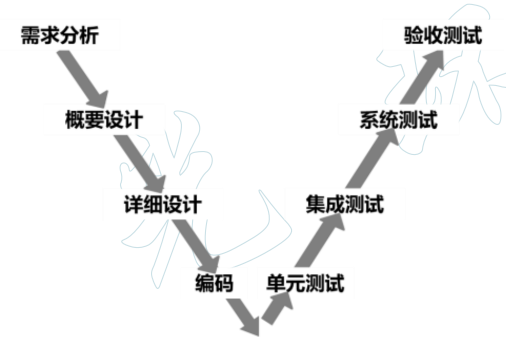 需求分析
验收测试
概要设计
系统测试
详细设计
集成测试
编码
单元测试